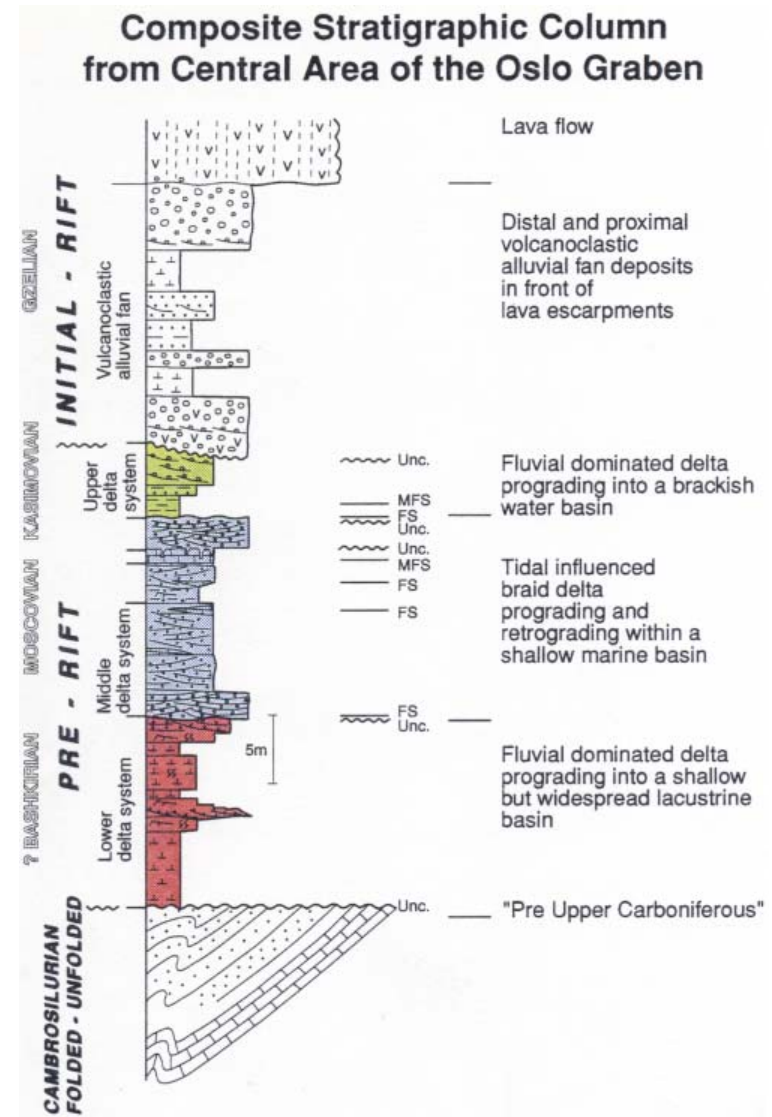 Composite Stratigraphic Column
from Central Area of the Oslo Graben
Lava flow
Distal and proximal
volcanoclastic
alluvial fan deposits
in front of
lava escarpments
GZELIAN
INITIAL - RIFT
Vulcanoclastic
alluvial fan
KASIMOVIAN
Upper
delta
system
Unc.
MFS
FS
Unc.
Fluvial dominated delta
prograding into a brackish
water basin
Unc.
MFS
FS
FS
Tidal influenced
braid delta
prograding and
retrograding within a
shallow marine basin
MOSCOVIAN
PRE - RIFT
Middle
delta system
FS
Unc.
5m
Fluvial dominated delta
prograding into a shallow
but widespread lacustrine
basin
? BASHKIRIAN
Lower
delta system
Unc.
"Pre Upper Carboniferous"
CAMBROSILURIAN
FOLDED - UNFOLDED